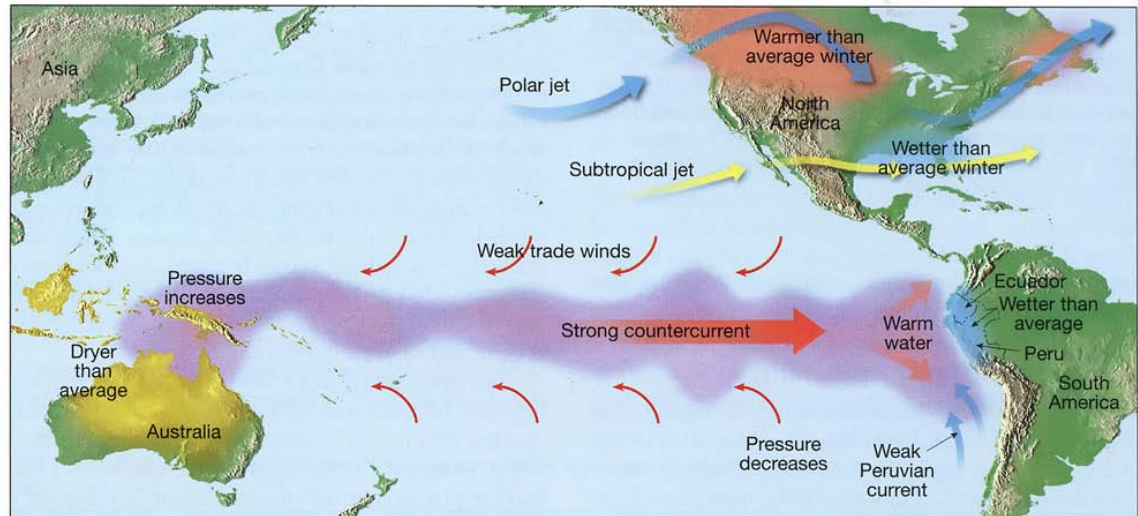 Warmer than
average winter
Asia
Polar jet
North
America
Wetter than
average winter
Subtropical jet
Weak trade winds
Pressure
increases
Ecuador
Wetter than
average
Strong countercurrent
Warm
water
Peru
Dryer
than
average
South
America
Australia
Pressure
decreases
Weak
Peruvian
current